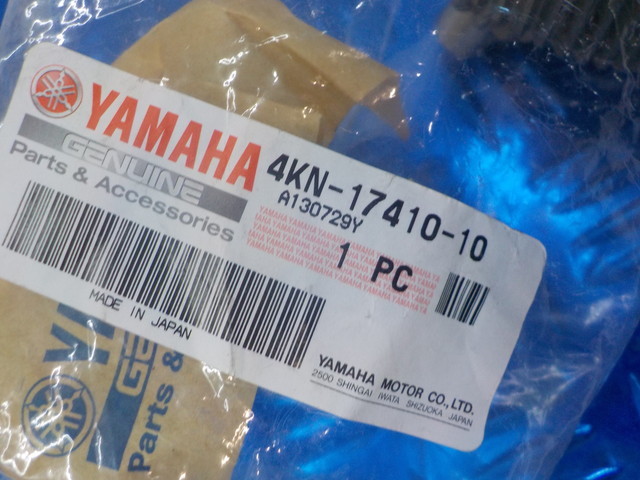 YAMAHA
GENUINE
Parts & Accessories
4KN-17410-10
A130729Y
1 PC
MADE IN JAPAN
YAMAHA MOTOR CO., LTD.
2500 SHINGAI IWATA SHIZUOKA JAPAN
Parts &